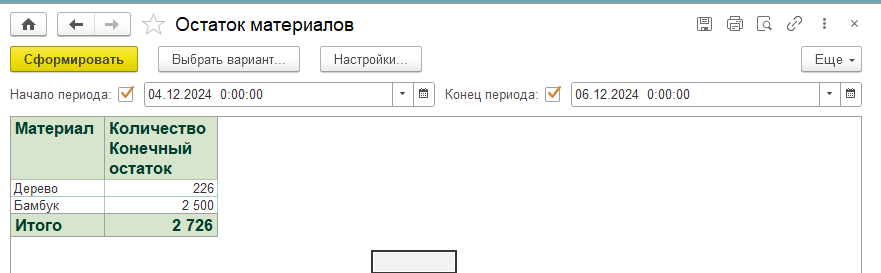 Остаток материалов
Сформировать Выбрать вариант... Настройки... Еще
Начало периода: 04.12.2024 0:00:00 Конец периода: 06.12.2024 0:00:00
Материал Количество
Конечный
остаток
Дерево 226
Бамбук 2 500
Итого 2 726